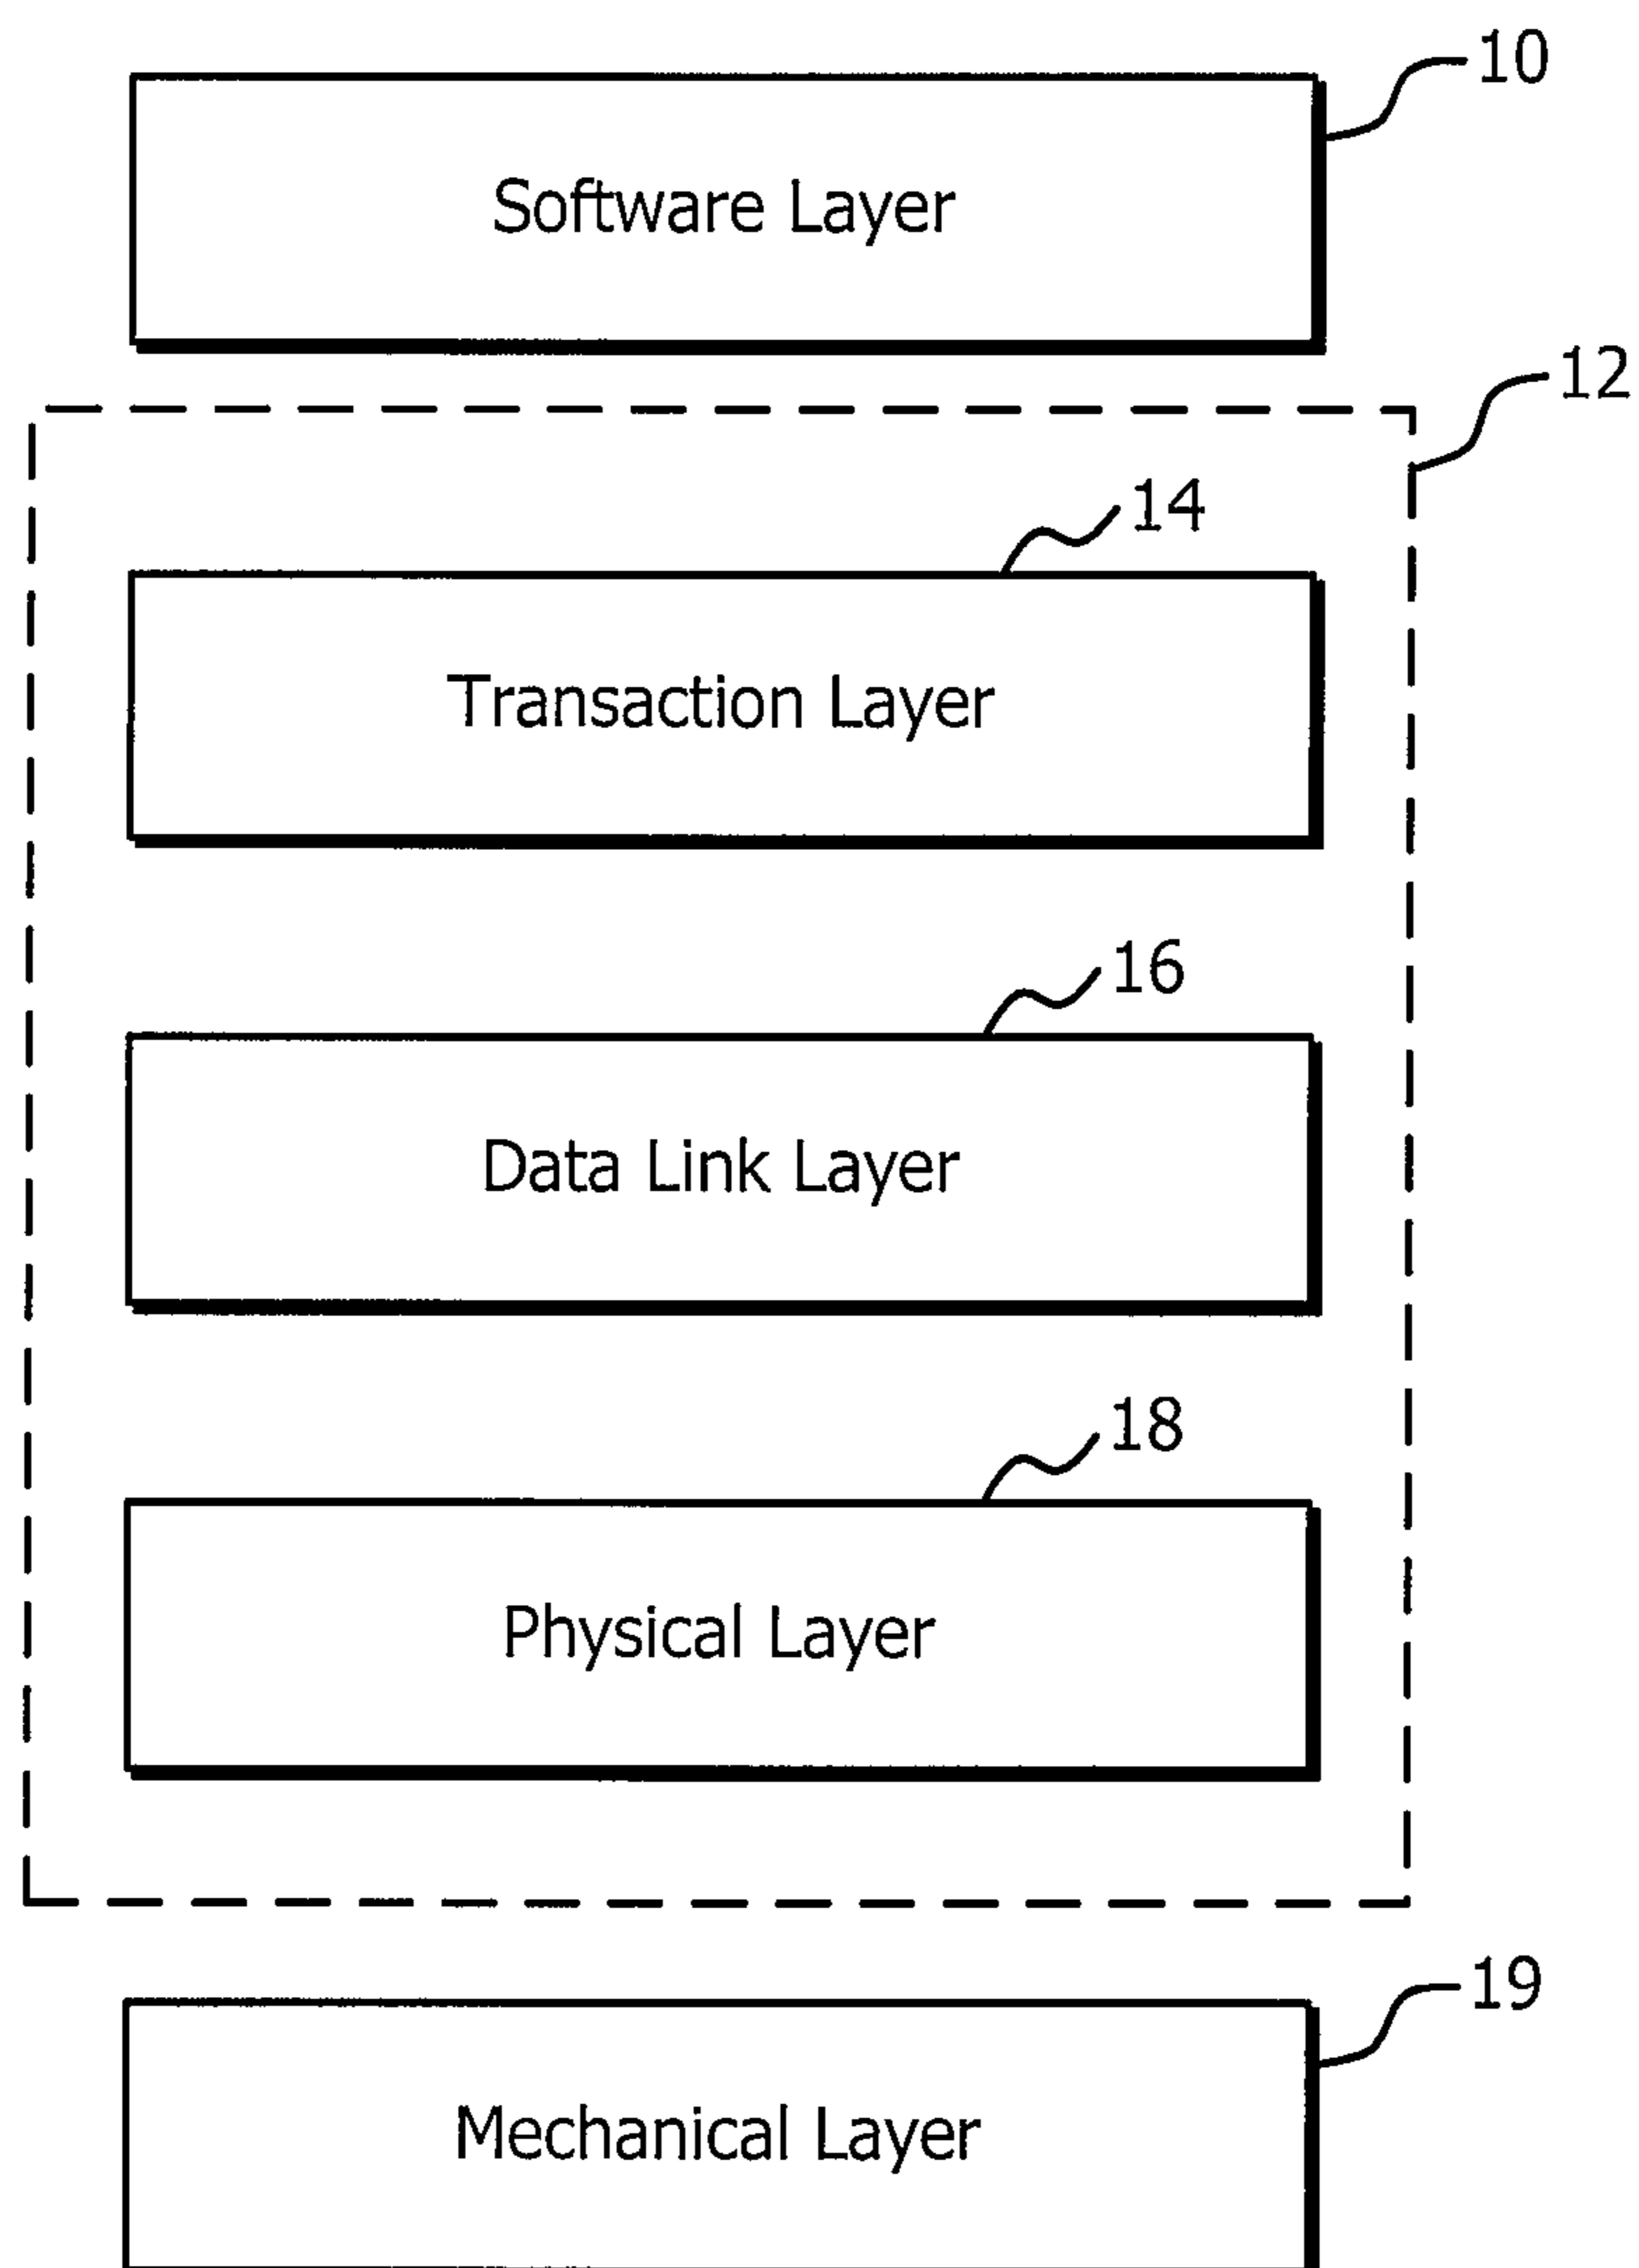 10
Software Layer
12
14
Transaction Layer
16
Data Link Layer
18
Physical Layer
19
Mechanical Layer